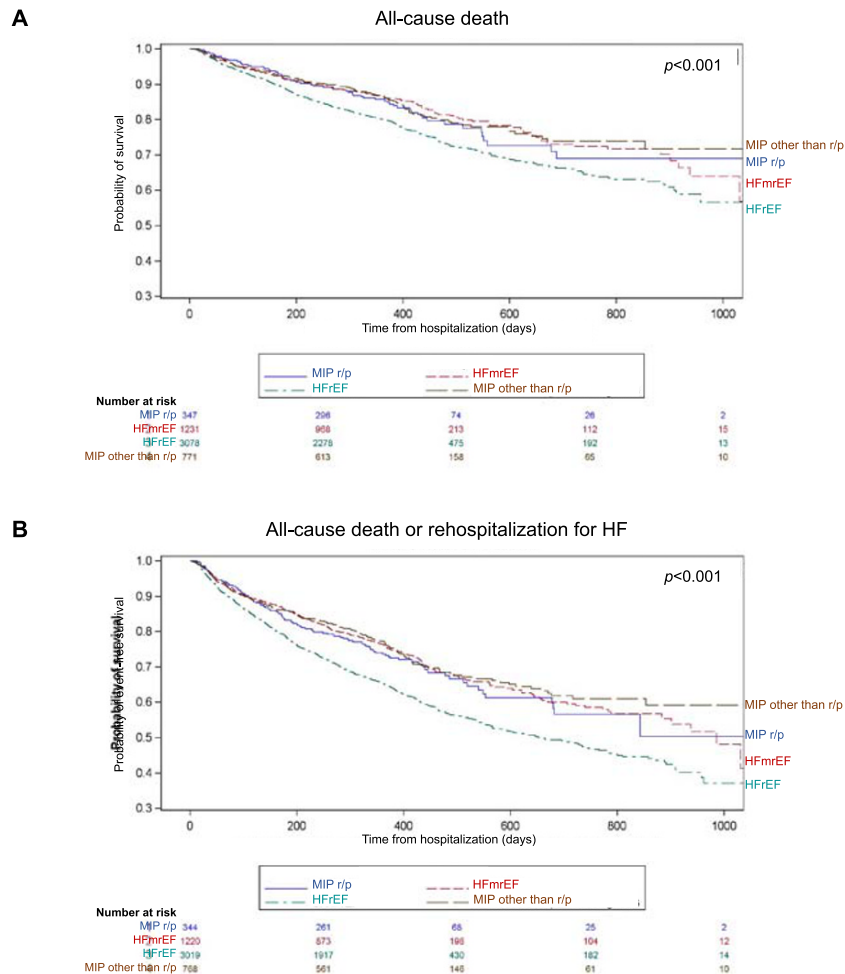 A
All-cause death
p<0.001
Probability of survival
1.0
0.9
0.8
0.7
0.6
0.5
0.4
0.3
MIP other than r/p
MIP r/p
HFmrEF
HFrEF
0 200 400 600 800 1000
Time from hospitalization (days)
MIP r/p HFmrEF
HFrEF MIP other than r/p
Number at risk
MIP r/p 347 296 74 26 2
HFmrEF 1231 968 213 112 15
HFrEF 3078 2278 475 192 13
MIP other than r/p 771 613 158 65 10
B
All-cause death or rehospitalization for HF
p<0.001
Probability of event-free survival
1.0
0.9
0.8
0.7
0.6
0.5
0.4
0.3
MIP other than r/p
MIP r/p
HFmrEF
HFrEF
0 200 400 600 800 1000
Time from hospitalization (days)
MIP r/p HFmrEF
HFrEF MIP other than r/p
Number at risk
MIP r/p 344 261 68 25 2
HFmrEF 1220 873 198 104 12
HFrEF 3019 1917 430 182 14
MIP other than r/p 768 561 146 61 10